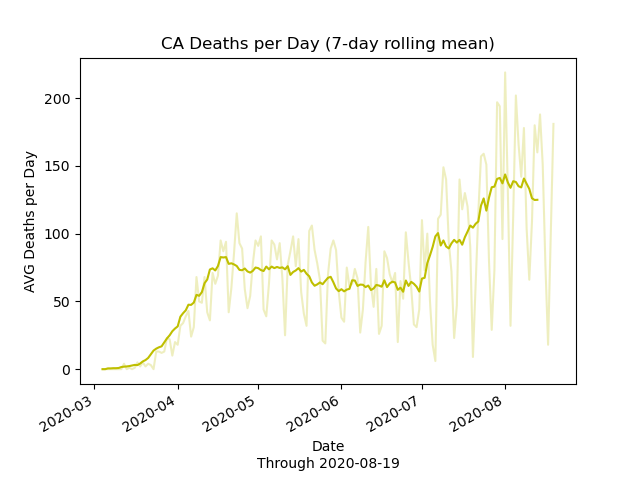 CA Deaths per Day (7-day rolling mean)
AVG Deaths per Day
200
150
100
50
0
2020-03
2020-04
2020-05
2020-06
2020-07
2020-08
Date
Through 2020-08-19